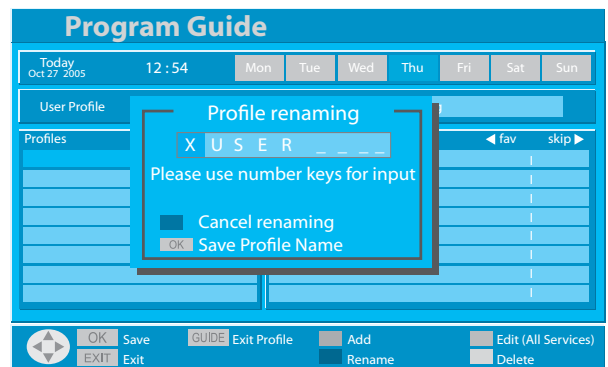 Program Guide
Today
Oct 27 2005
12:54
Mon Tue Wed Thu Fri Sat Sun
User Profile
Profile renaming
X USER _ _ _ _
Please use number keys for input
Cancel renaming
OK Save Profile Name
Profiles
fav skip
OK Save GUIDE Exit Profile Add Edit (All Services)
EXIT Exit Rename Delete